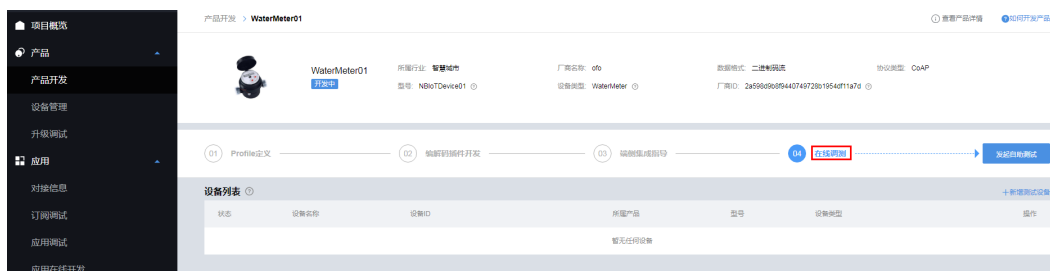 项目概览
产品
产品开发
设备管理
升级调试
应用
对接信息
订阅调试
应用调试
应用在线开发
产品开发 > WaterMeter01
查看产品详情
如何开发产品
WaterMeter01
开发中
所属行业: 智慧城市
厂商名称: ofo
数据格式: 二进制码流
协议类型: CoAP
型号: NBIoTDevice01
设备类型: WaterMeter
厂商ID: 2a598d9b8f9440749728b1954df11a7d
01 Profile定义
02 编解码插件开发
03 端侧集成指导
04 在线调测
发起自助测试
设备列表
+新增测试设备
状态 设备名称 设备ID 所属产品 型号 设备类型 操作
暂无任何设备